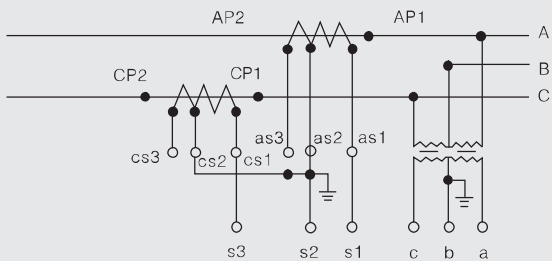 AP2 AP1
A
B
CP2 CP1
C
as3 as2 as1
cs3 cs2 cs1
s3 s2 s1 c b a